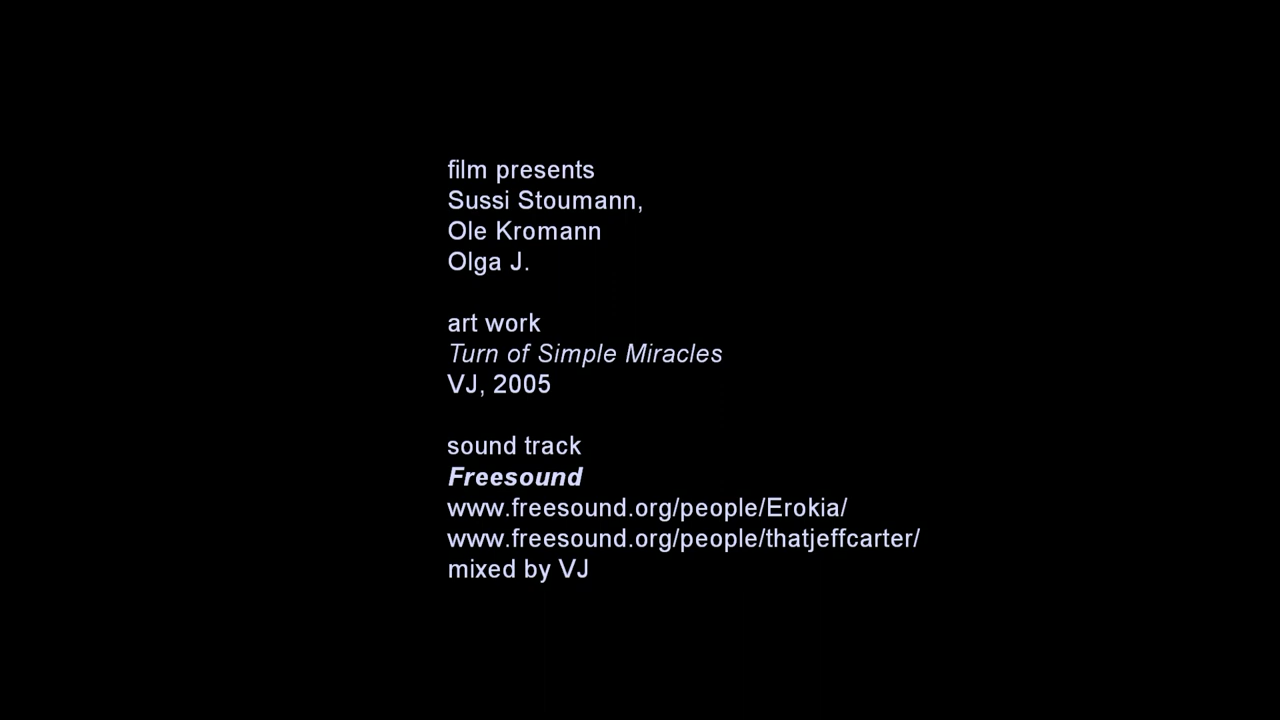 film presents
Sussi Stoumann,
Ole Kromann
Olga J.
art work
Turn of Simple Miracles
VJ, 2005
sound track
Freesound
www.freesound.org/people/Erokia/
www.freesound.org/people/thatjeffcarter/
mixed by VJ